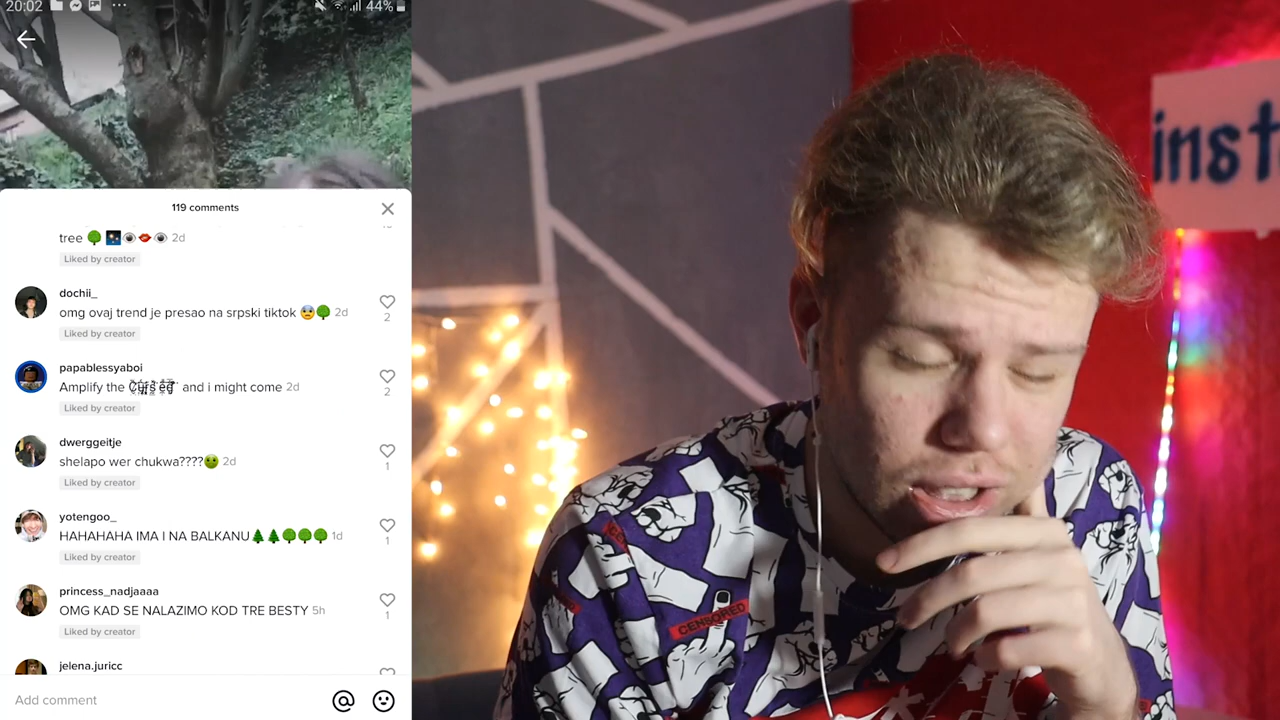 20:02
44%
119 comments
tree 🌳 🌃👁👄👁 2d
Liked by creator
dochii_
omg ovaj trend je presao na srpski tiktok 😨🌳 2d
2
Liked by creator
papablessyaboi
Amplify the Cursed and i might come 2d
2
Liked by creator
dwerggeitje
shelapo wer chukwa????🤢 2d
1
Liked by creator
yotengoo_
HAHAHAHA IMA I NA BALKANU🌲🌲🌳🌳🌳 1d
1
Liked by creator
princess_nadjaaaa
OMG KAD SE NALAZIMO KOD TRE BESTY 5h
1
Liked by creator
jelena.juricc
Add comment
inst
CENSORED